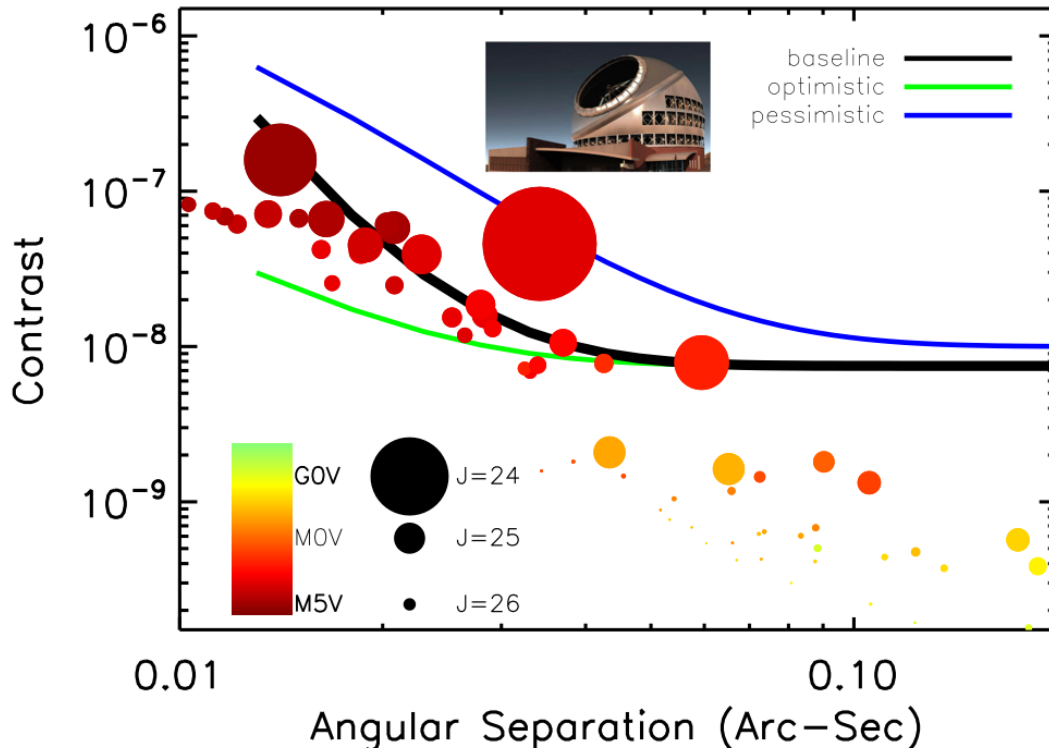 10⁻⁶
baseline
optimistic
pessimistic
10⁻⁷
Contrast
10⁻⁸
G0V
J=24
10⁻⁹
M0V
J=25
M5V
J=26
0.01
0.10
Angular Separation (Arc-Sec)